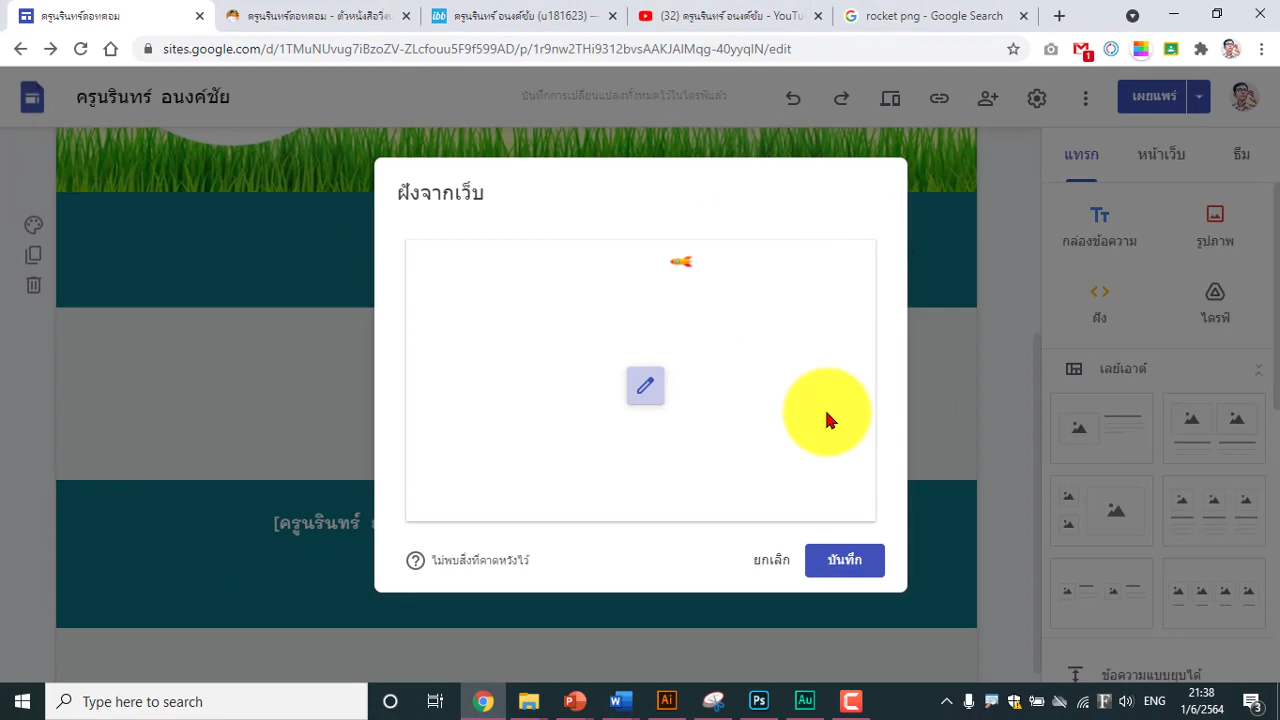 ครูนรินทร์ดอทคอม
ครูนรินทร์ดอทคอม - ตำหนังสือวิงบ
ibb
ครูนรินทร์ อนงค์ชัย (u181623) —
(32) ครูนรินทร์ อนงค์ชัย - YouT
rocket png - Google Search
sites.google.com/d/1TMuNUvug7iBzoZV-ZLcfouu5F9f599AD/p/1r9nw2THi9312bvsAAKJAlMqg-40yyqlN/edit
1
ครูนรินทร์ อนงค์ชัย
บันทึกการเปลี่ยนแปลงทั้งหมดไว้ในไดรฟ์แล้ว
เผยแพร่
แทรก
หน้าเว็บ
ธีม
ฝังจากเว็บ
Tт
กล่องข้อความ
รูปภาพ
ฝัง
ไดรฟ์
เลย์เอาต์
[ครูนรินทร์
ไม่พบสิ่งที่คาดหวังไว้
ยกเลิก
บันทึก
ข้อความแบบยุบได้
Type here to search
Ai
Ps
Au
ENG
21:38
1/6/2564
3